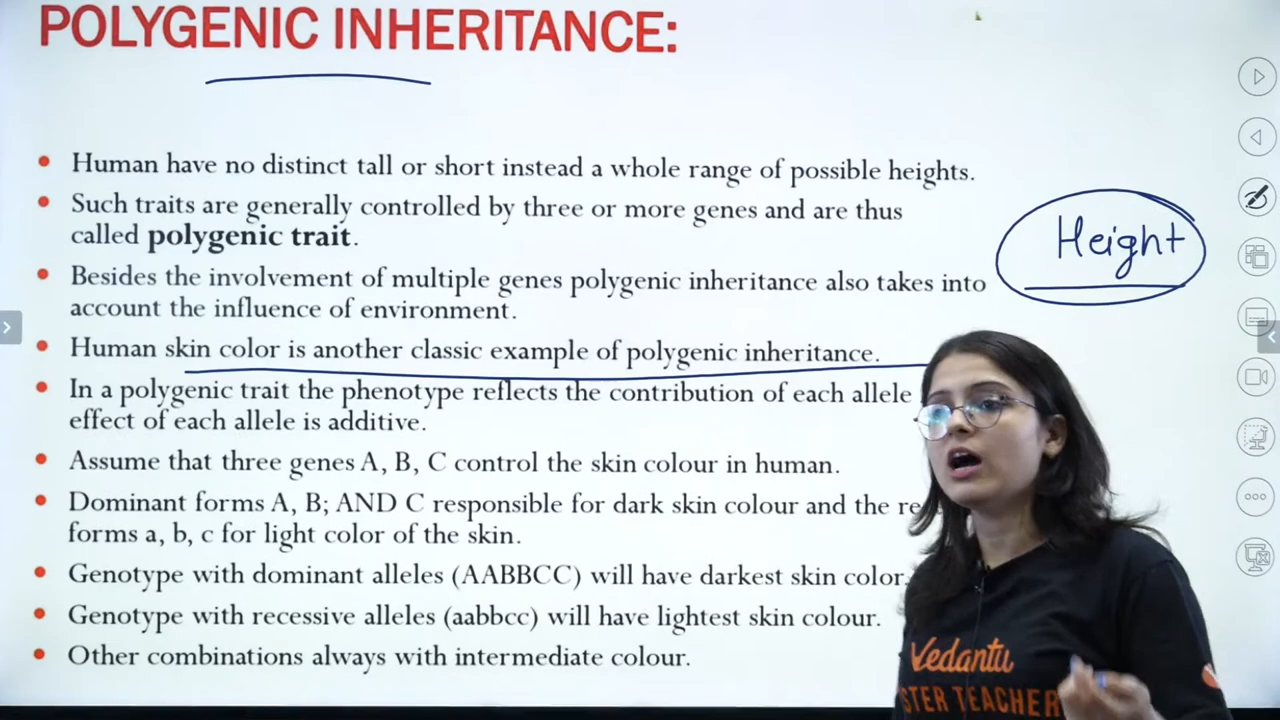 POLYGENIC INHERITANCE:
Human have no distinct tall or short instead a whole range of possible heights.
Such traits are generally controlled by three or more genes and are thus
called polygenic trait.
Besides the involvement of multiple genes polygenic inheritance also takes into
account the influence of environment.
Human skin color is another classic example of polygenic inheritance.
In a polygenic trait the phenotype reflects the contribution of each allele
effect of each allele is additive.
Assume that three genes A, B, C control the skin colour in human.
Dominant forms A, B; AND C responsible for dark skin colour and the
forms a, b, c for light color of the skin.
Genotype with dominant alleles (AABBCC) will have darkest skin color.
Genotype with recessive alleles (aabbcc) will have lightest skin colour.
Other combinations always with intermediate colour.
Height
Vedantu
TEACHER